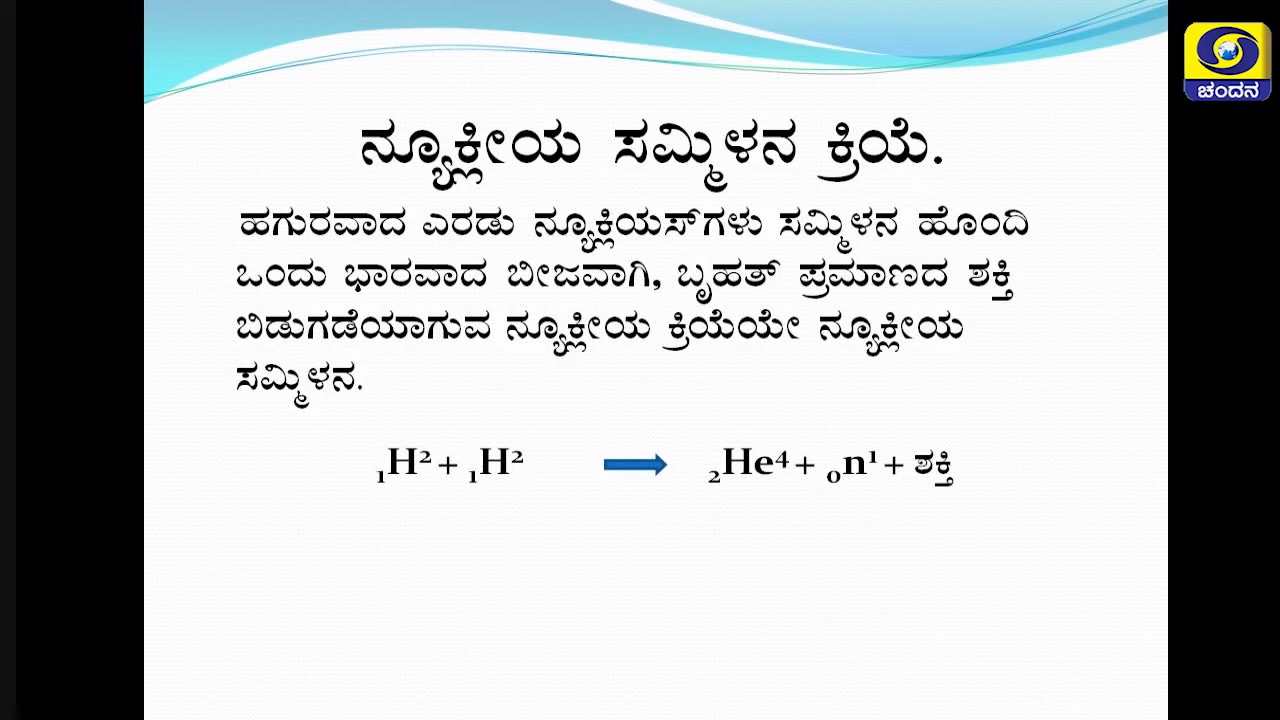 ಚಂದನ
ನ್ಯೂಕ್ಲೀಯ ಸಮ್ಮಿಳನ ಕ್ರಿಯೆ.
ಹಗುರವಾದ ಎರಡು ನ್ಯೂಕ್ಲಿಯಸ್‌ಗಳು ಸಮ್ಮಿಳನ ಹೊಂದಿ
ಒಂದು ಭಾರವಾದ ಬೀಜವಾಗಿ, ಬೃಹತ್ ಪ್ರಮಾಣದ ಶಕ್ತಿ
ಬಿಡುಗಡೆಯಾಗುವ ನ್ಯೂಕ್ಲೀಯ ಕ್ರಿಯೆಯೇ ನ್ಯೂಕ್ಲೀಯ
ಸಮ್ಮಿಳನ.
₁H² + ₁H² ➡ ₂He⁴ + ₀n¹ + ಶಕ್ತಿ